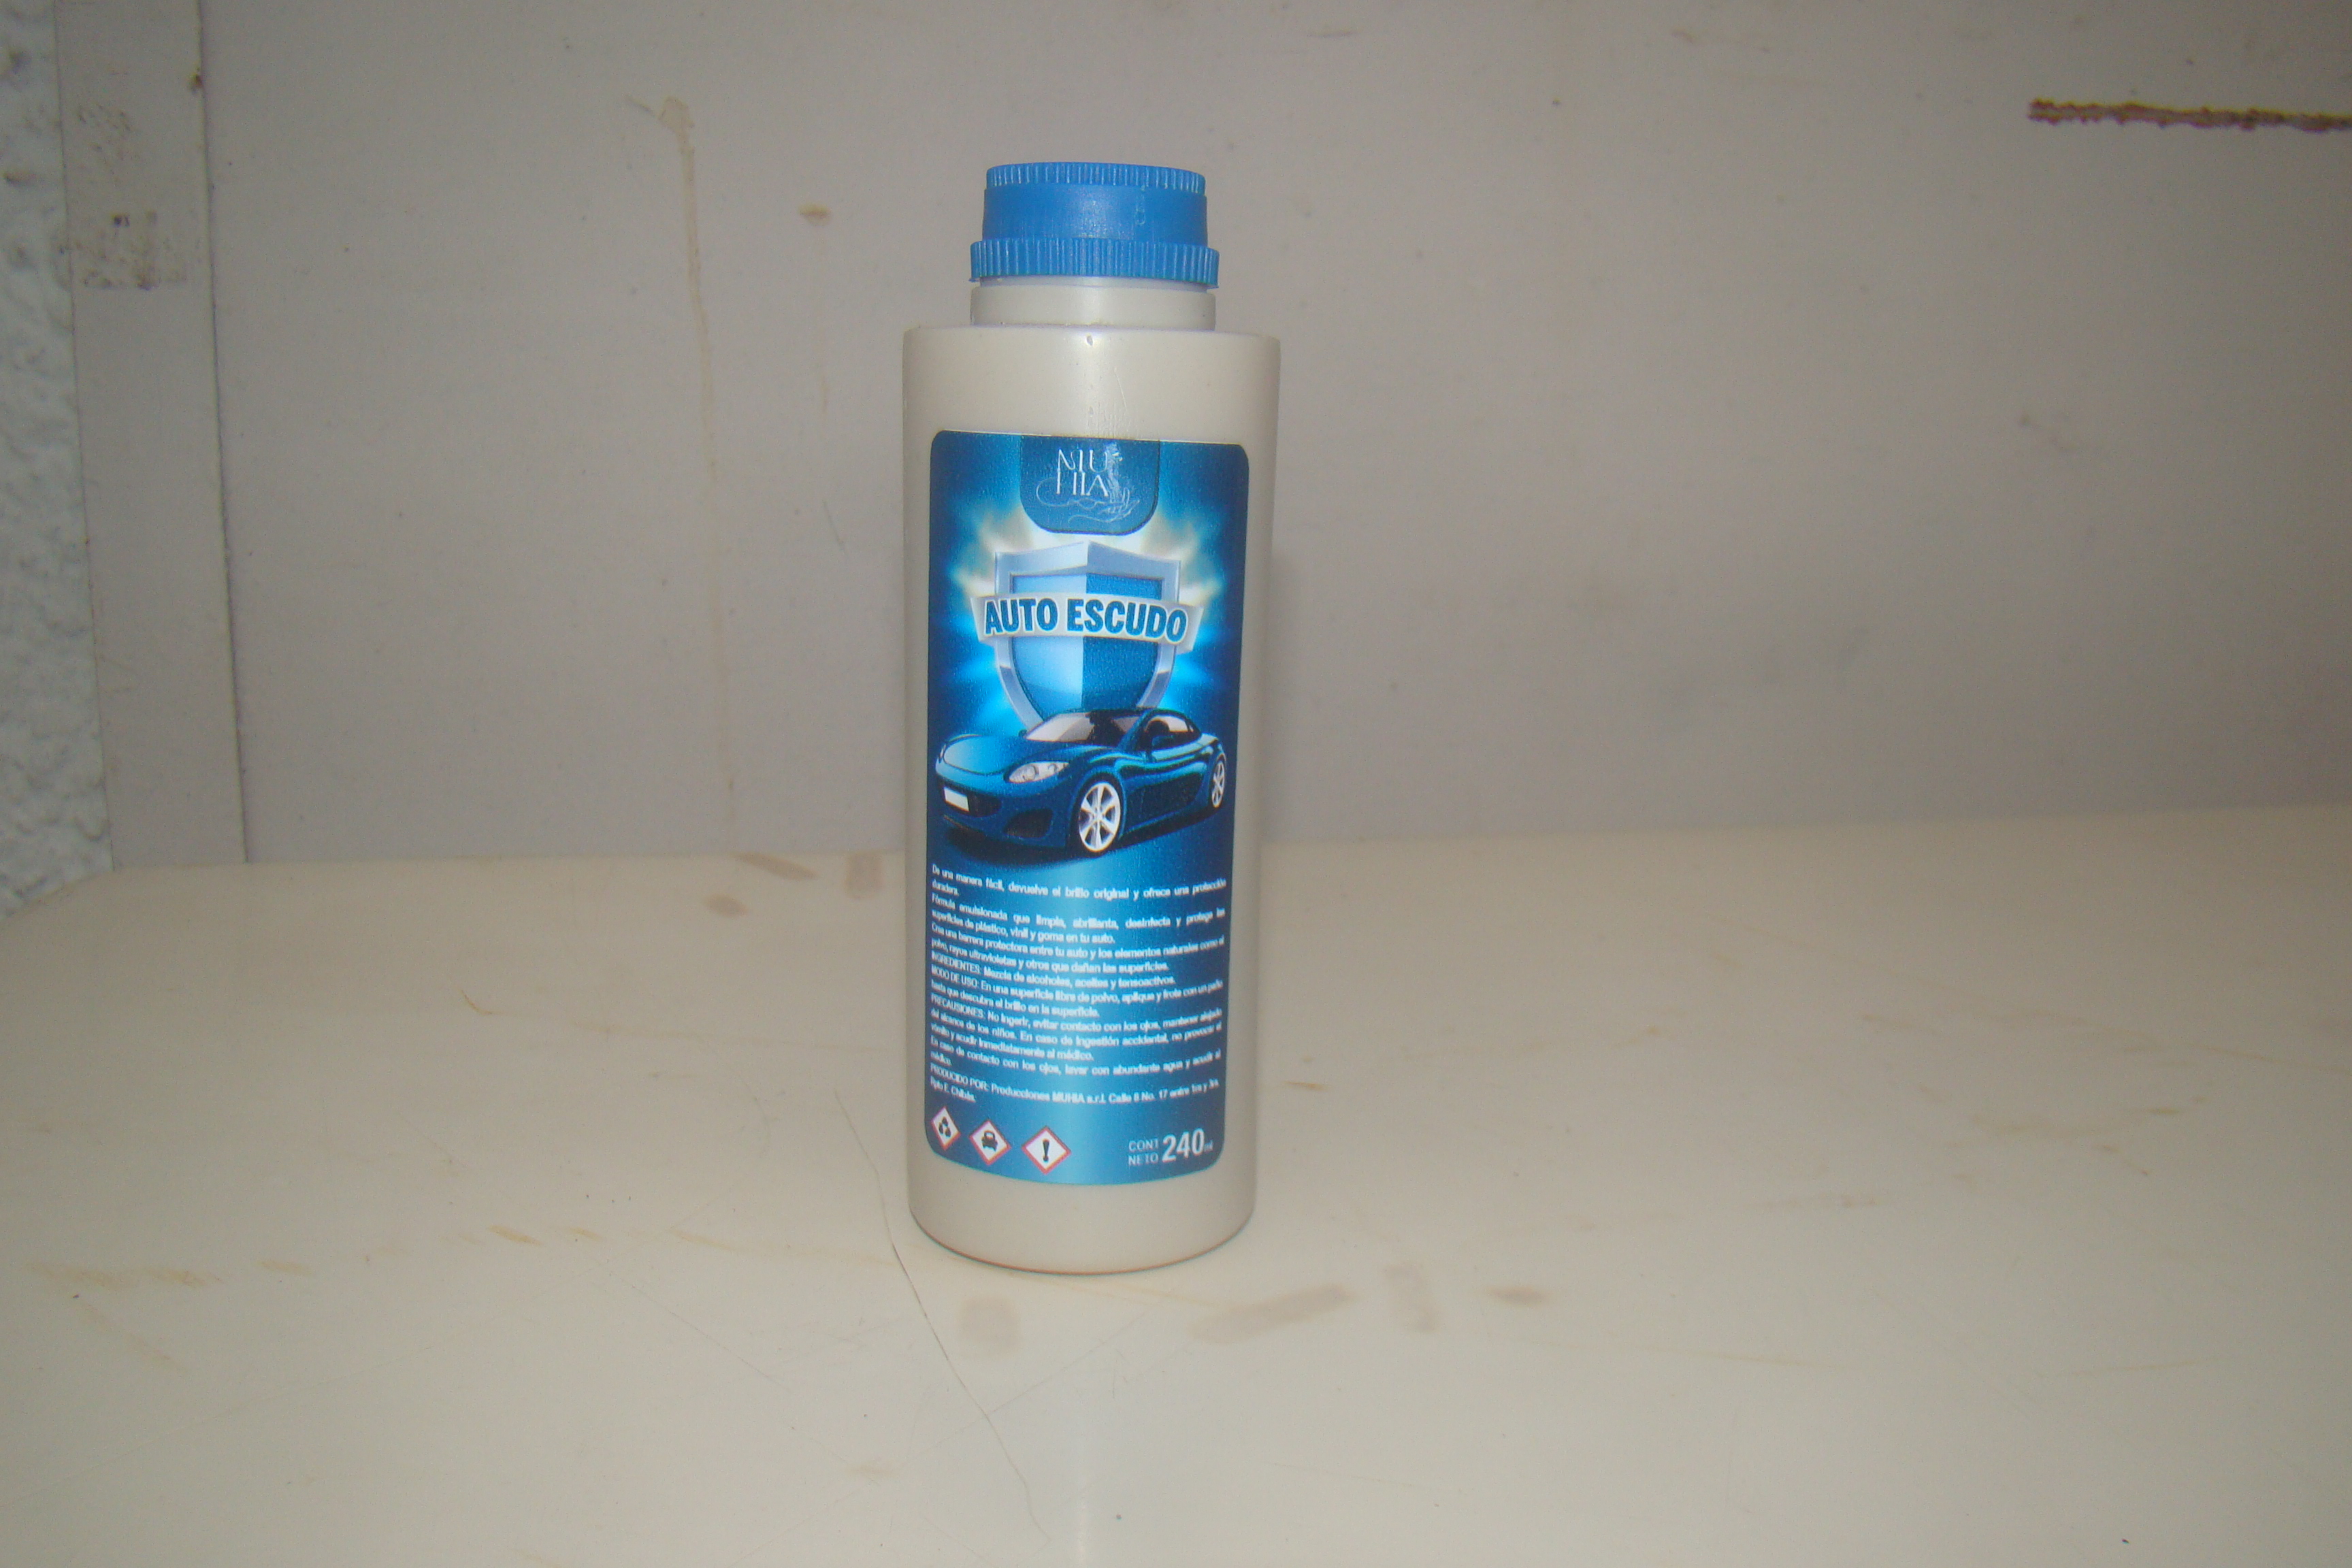 MU
HIA
AUTO ESCUDO
De una manera fácil, devuelve el brillo original y ofrece una protección
duradera.
Fórmula emulsionada que limpia, abrillanta, desinfecta y protege las
superficies de plástico, vinil y goma en tu auto.
Crea una barrera protectora entre tu auto y los elementos naturales como el
polvo, rayos ultravioletas y otros que dañan las superficies.
INGREDIENTES: Mezcla de alcoholes, aceites y tensoactivos.
MODO DE USO: En una superficie libre de polvo, aplique y frote con un paño
hasta que descubra el brillo en la superficie.
PRECAUSIONES: No ingerir, evitar contacto con los ojos, mantener alejado
del alcance de los niños. En caso de ingestión accidental, no provocar el
vómito y acudir inmediatamente al médico.
En caso de contacto con los ojos, lavar con abundante agua y acudir al
médico.
PRODUCIDO POR: Producciones MUHIA s.r.l. Calle 8 No. 17 entre 1ra y 3ra.
Rpto E. Chibás.
CONT
NETO 240 ml